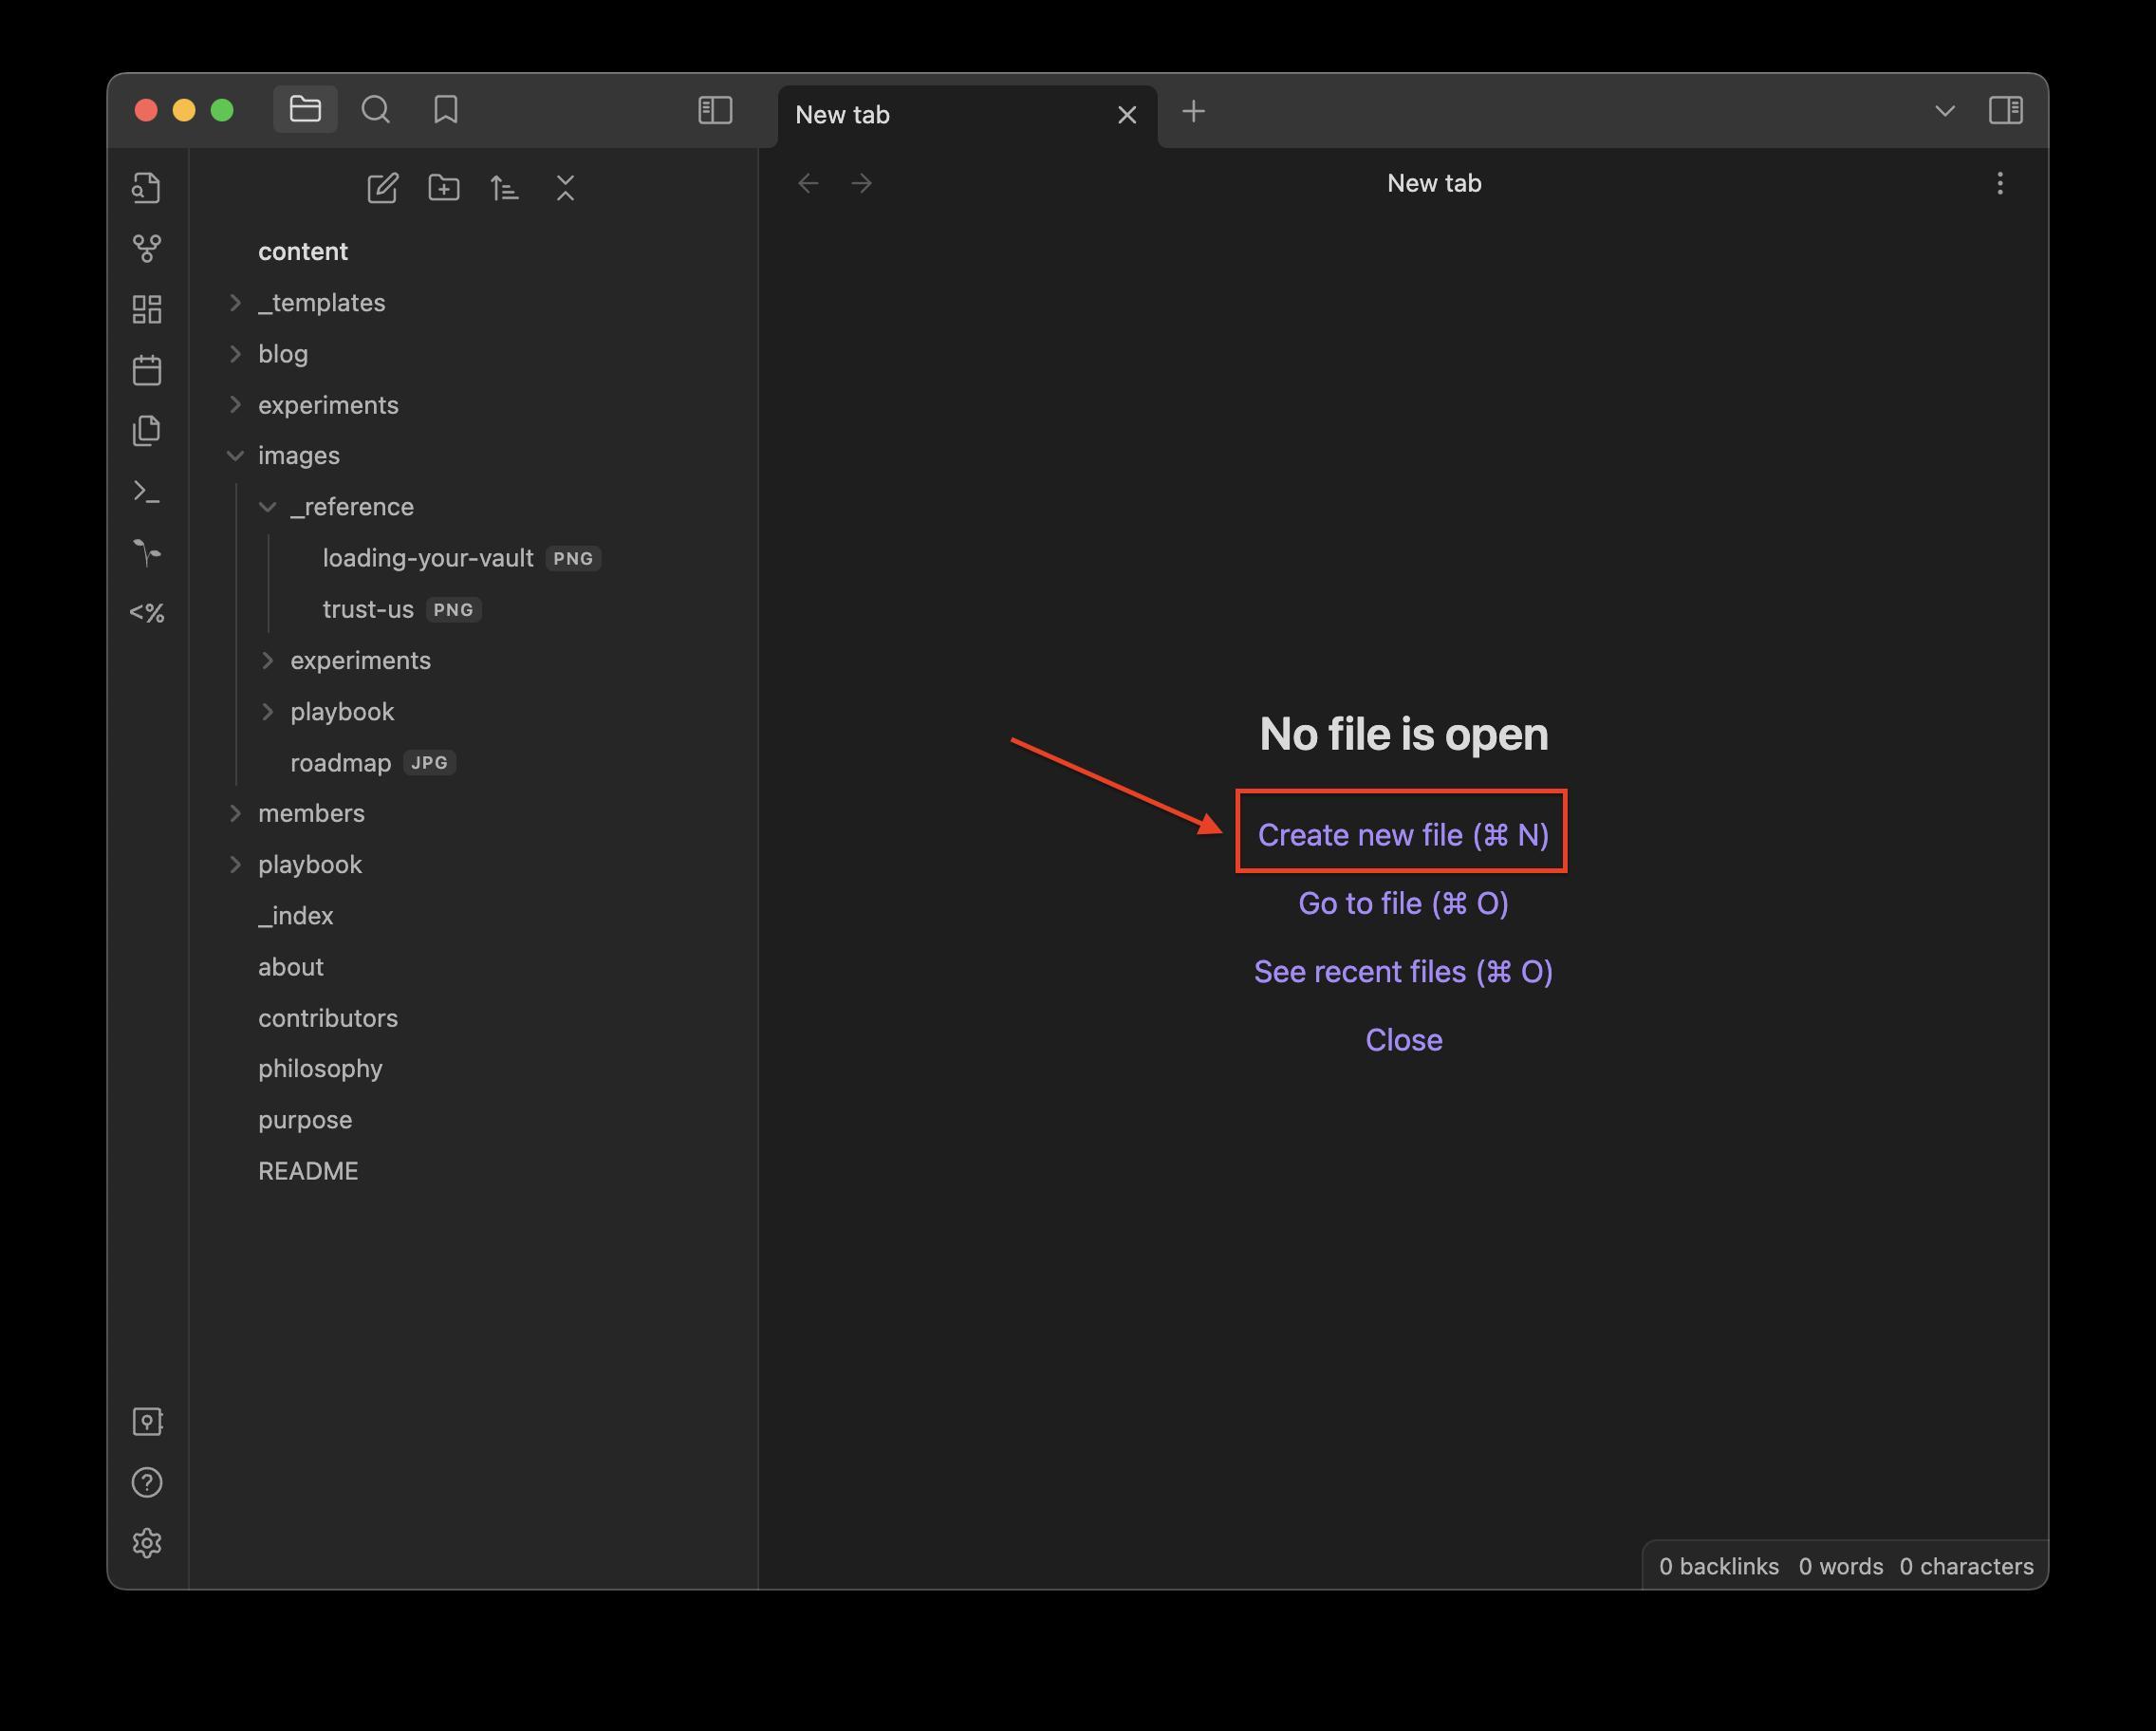 New tab
New tab
content
_templates
blog
experiments
images
_reference
loading-your-vault PNG
trust-us PNG
experiments
playbook
roadmap JPG
members
playbook
_index
about
contributors
philosophy
purpose
README
<%
No file is open
Create new file (⌘ N)
Go to file (⌘ O)
See recent files (⌘ O)
Close
0 backlinks 0 words 0 characters